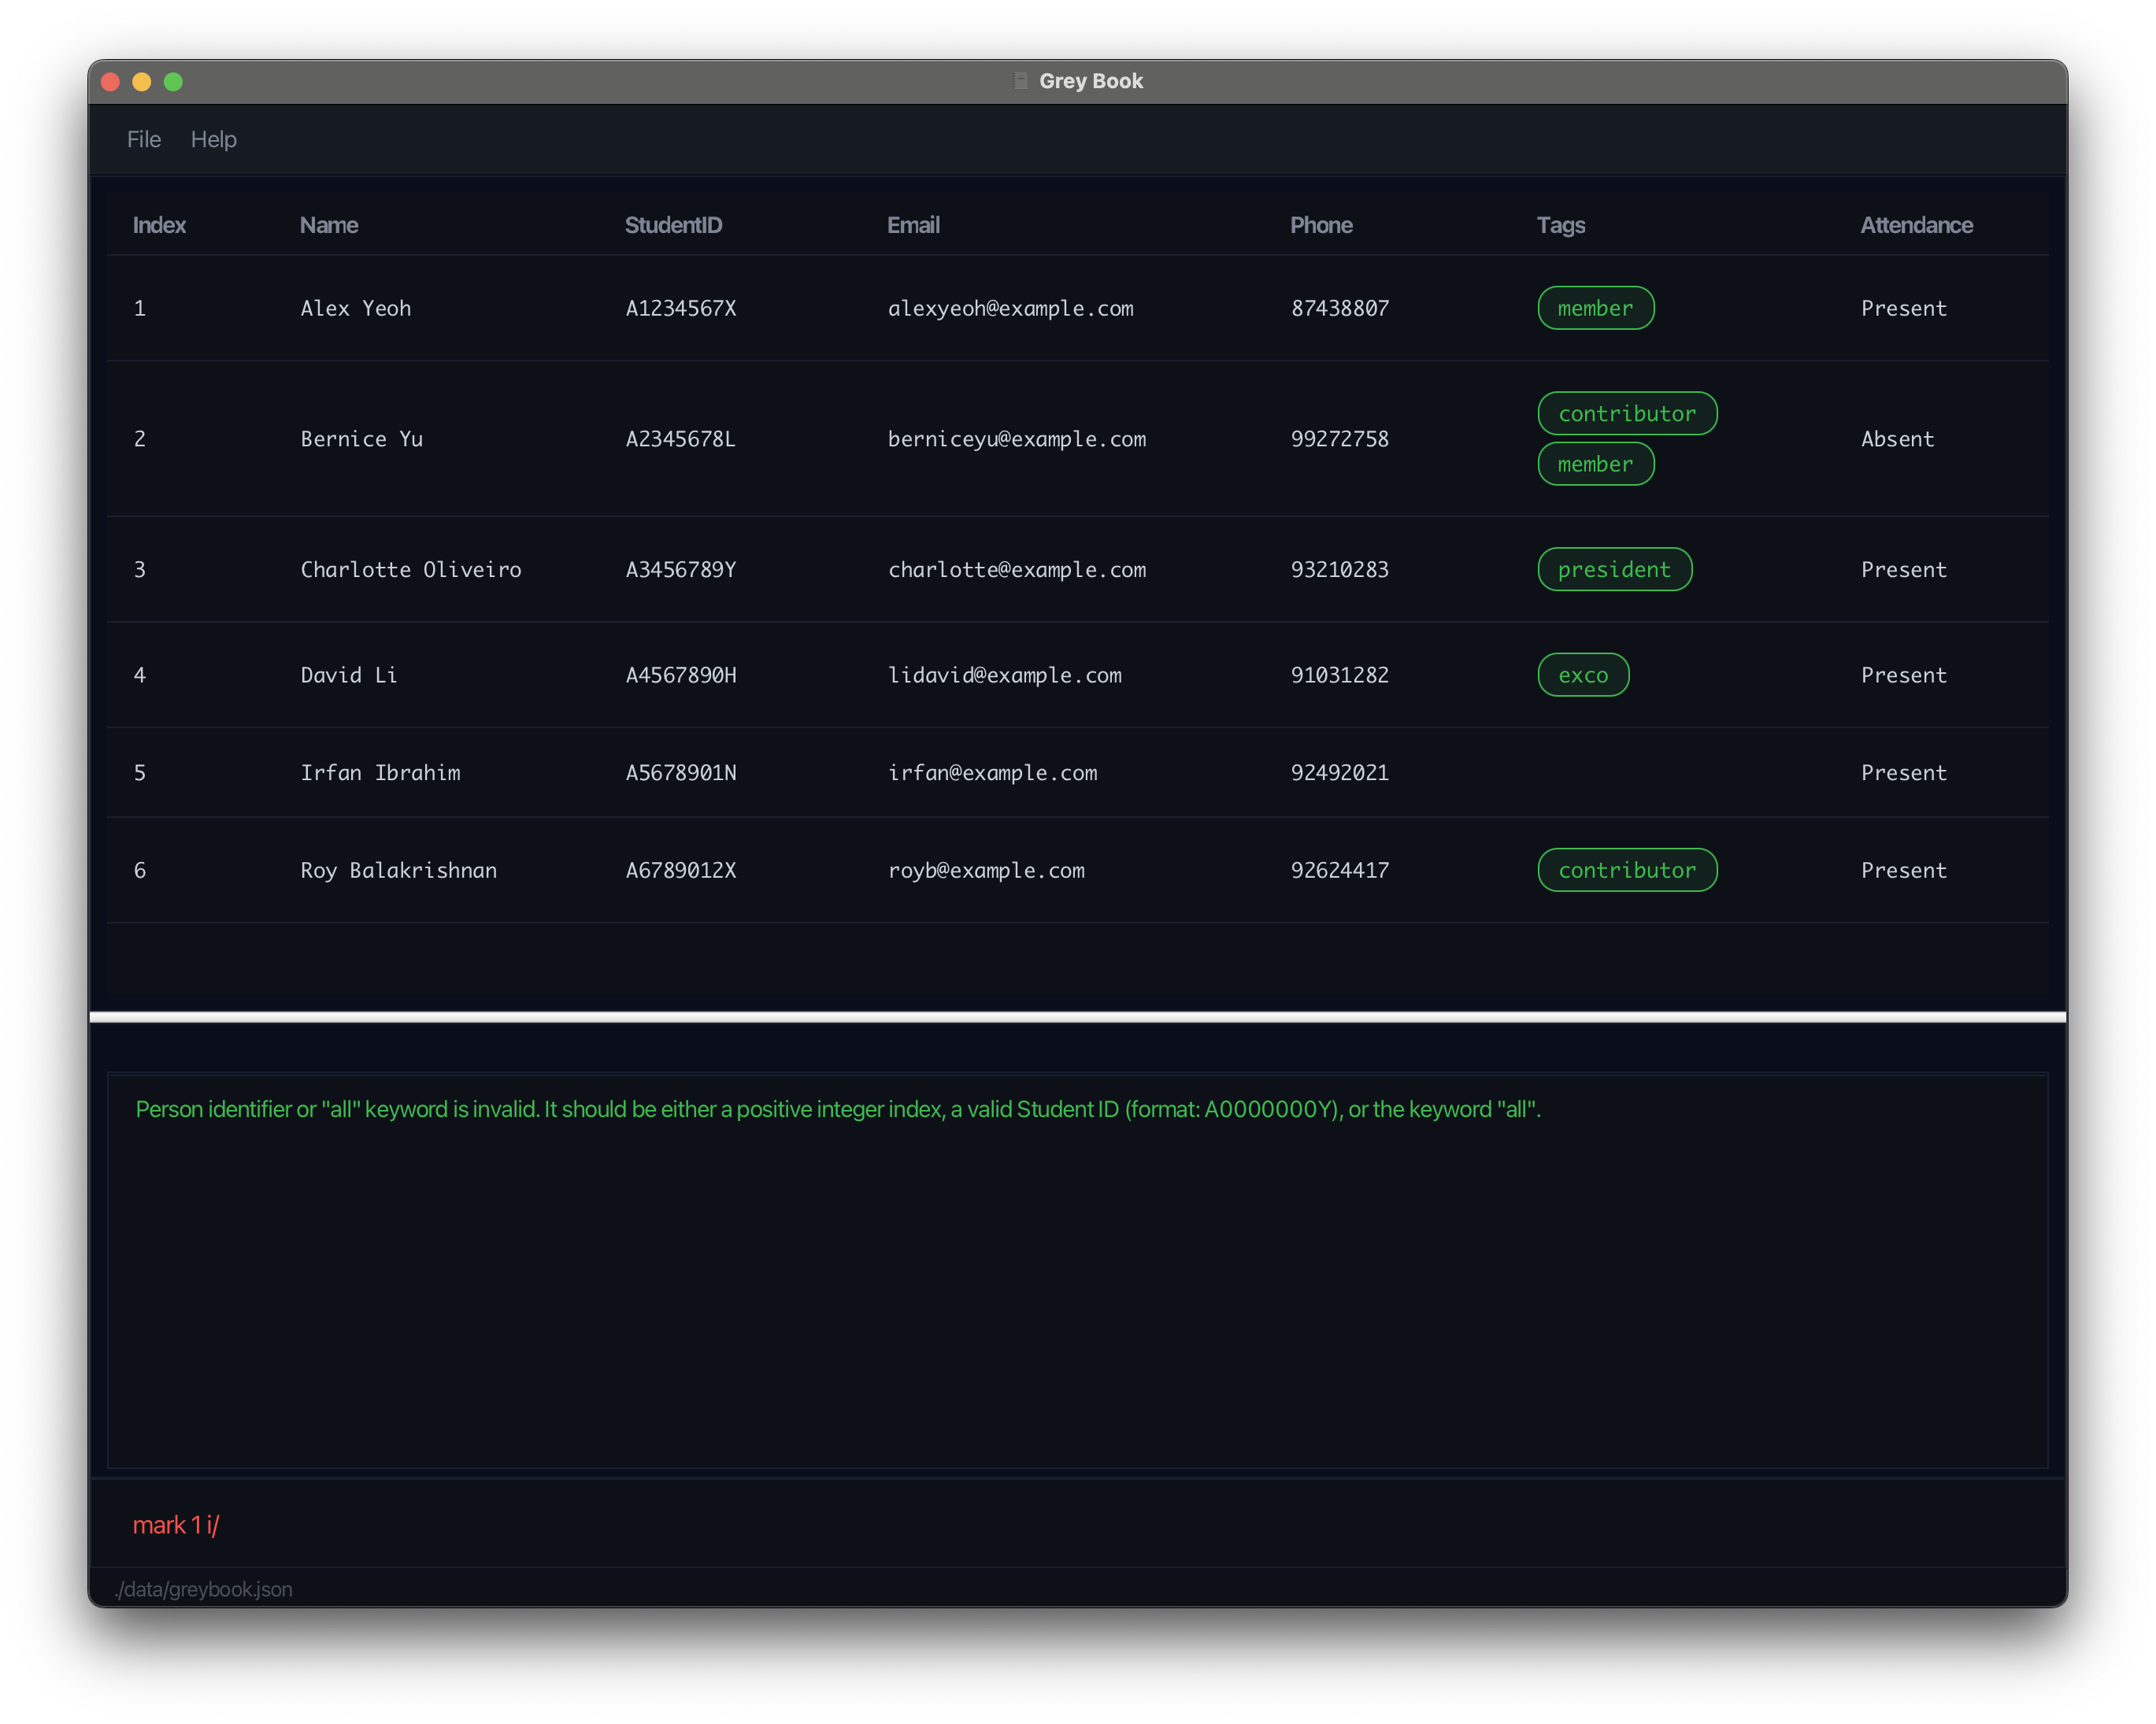 Grey Book
File Help
Index Name StudentID Email Phone Tags Attendance
1 Alex Yeoh A1234567X alexyeoh@example.com 87438807 member Present
2 Bernice Yu A2345678L berniceyu@example.com 99272758 contributor member Absent
3 Charlotte Oliveiro A3456789Y charlotte@example.com 93210283 president Present
4 David Li A4567890H lidavid@example.com 91031282 exco Present
5 Irfan Ibrahim A5678901N irfan@example.com 92492021 Present
6 Roy Balakrishnan A6789012X royb@example.com 92624417 contributor Present
Person identifier or "all" keyword is invalid. It should be either a positive integer index, a valid Student ID (format: A0000000Y), or the keyword "all".
mark 1 i/
./data/greybook.json